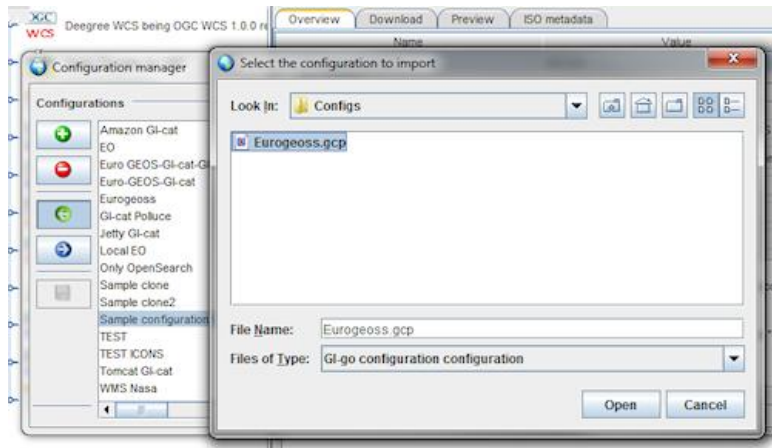 OGC
WCS
Deegree WCS being OGC WCS 1.0.0 re
Overview
Download
Preview
ISO metadata
Name
Value
Configuration manager
Configurations
Amazon GI-cat
EO
Euro GEOS-GI-cat-GI
Euro-GEOS-GI-cat
Eurogeoss
GI-cat Polluce
Jetty GI-cat
Local EO
Only OpenSearch
Sample clone
Sample clone2
Sample configuration
TEST
TEST ICONS
Tomcat GI-cat
WMS Nasa
Select the configuration to import
Look In:
Configs
Eurogeoss.gcp
File Name:
Eurogeoss.gcp
Files of Type:
GI-go configuration configuration
Open
Cancel